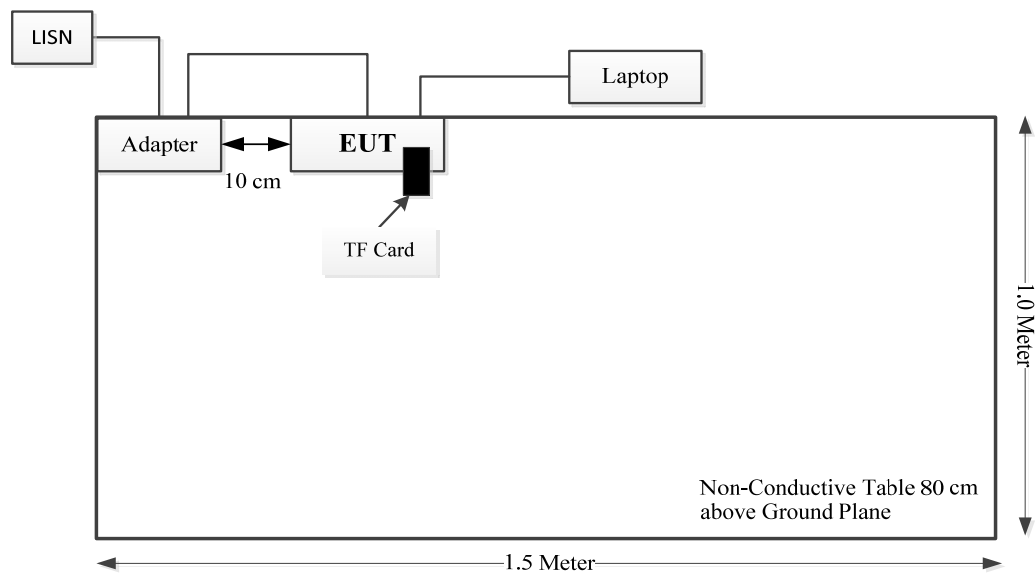 LISN
Laptop
Adapter
EUT
10 cm
TF Card
1.0 Meter
Non-Conductive Table 80 cm
above Ground Plane
1.5 Meter